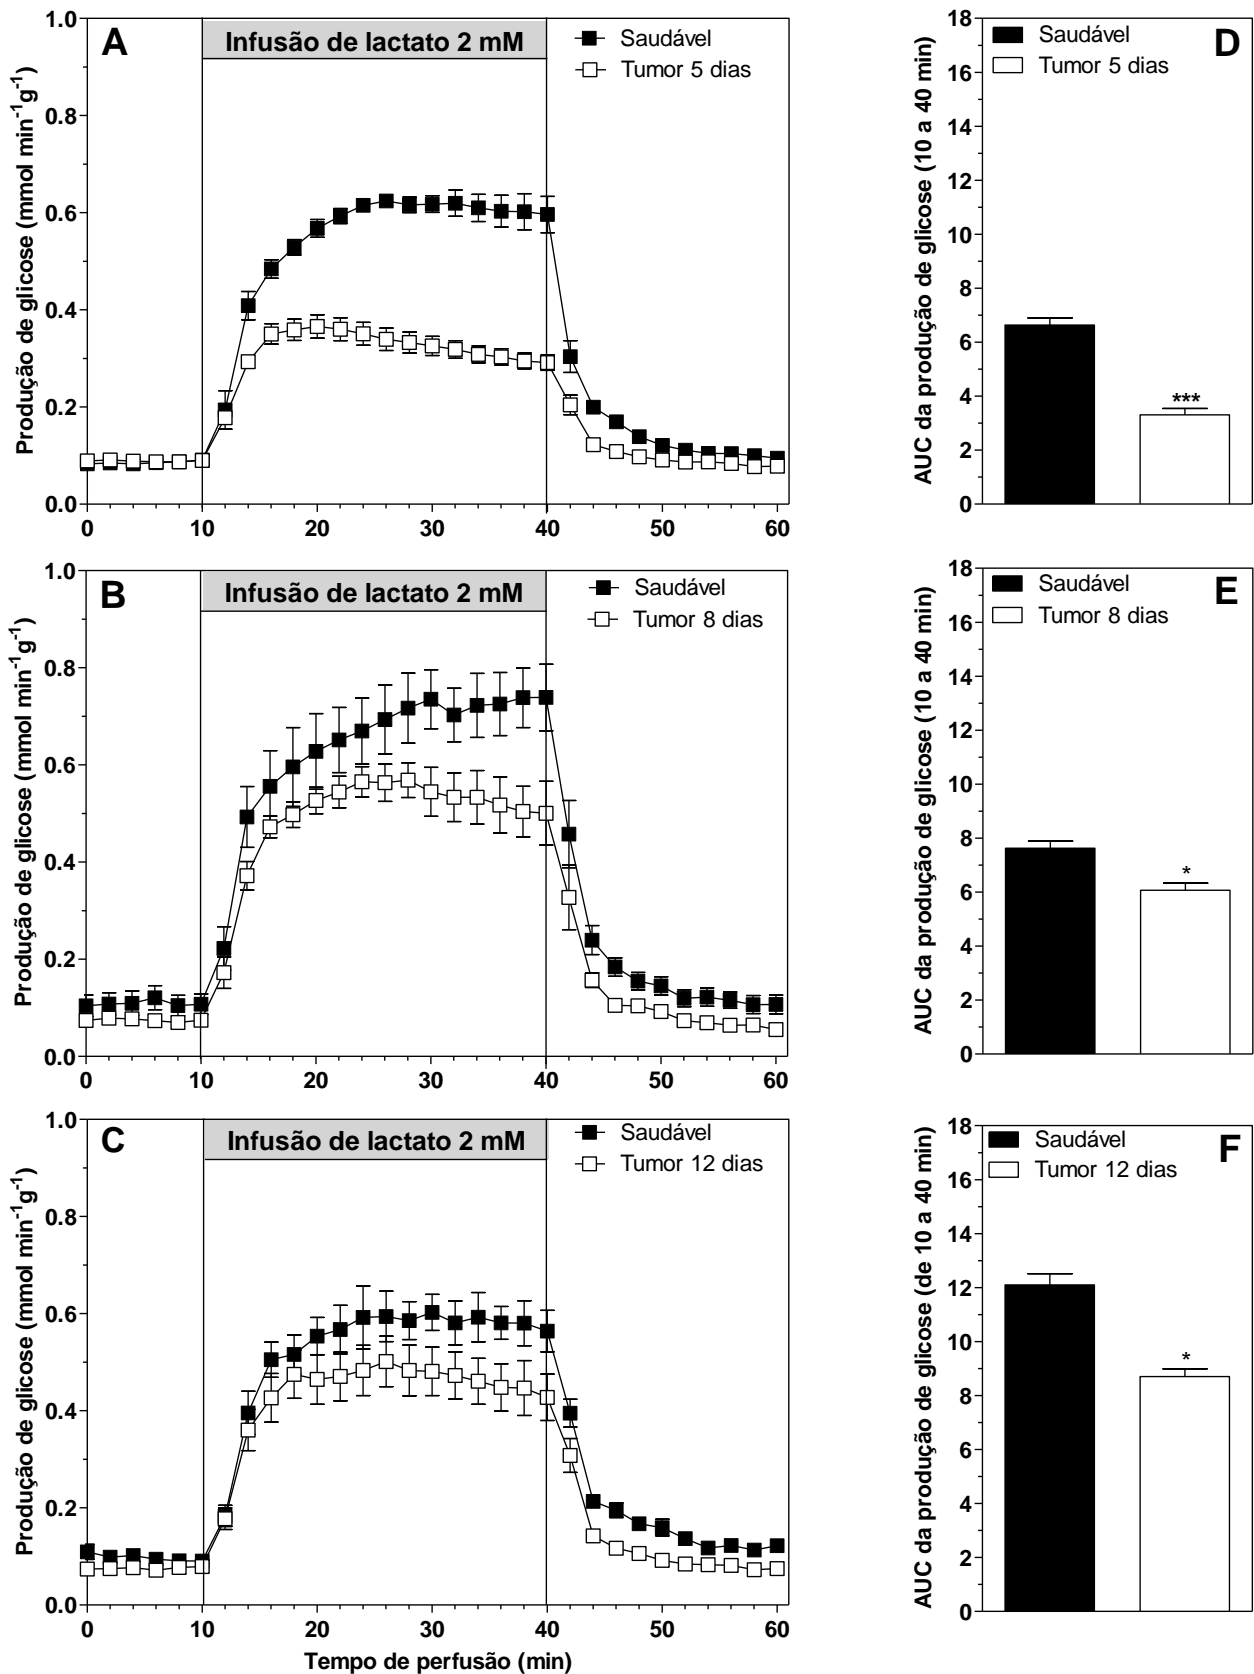 A
Infusão de lactato 2 mM
Saudável
Tumor 5 dias
Produção de glicose (mmol min-1g-1)
1.0
0.8
0.6
0.4
0.2
0.0
0 10 20 30 40 50 60
D
Saudável
Tumor 5 dias
AUC da produção de glicose (10 a 40 min)
18
16
14
12
10
8
6
4
2
0
***
B
Infusão de lactato 2 mM
Saudável
Tumor 8 dias
Produção de glicose (mmol min-1g-1)
1.0
0.8
0.6
0.4
0.2
0.0
0 10 20 30 40 50 60
E
Saudável
Tumor 8 dias
AUC da produção de glicose (10 a 40 min)
18
16
14
12
10
8
6
4
2
0
*
C
Infusão de lactato 2 mM
Saudável
Tumor 12 dias
Produção de glicose (mmol min-1g-1)
1.0
0.8
0.6
0.4
0.2
0.0
0 10 20 30 40 50 60
Tempo de perfusão (min)
F
Saudável
Tumor 12 dias
AUC da produção de glicose (de 10 a 40 min)
18
16
14
12
10
8
6
4
2
0
*